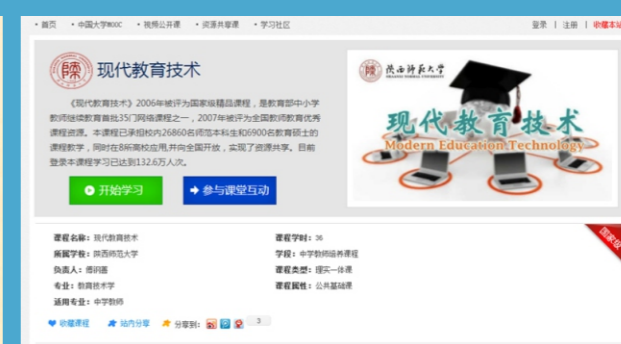 • 首页 • 中国大学MOOC • 视频公开课 • 资源共享课 • 学习社区 登录 | 注册 | 收藏本站
陕 现代教育技术
《现代教育技术》2006年被评为国家级精品课程，是教育部中小学
教师继续教育首批35门网络课程之一，2007年被评为全国教师教育优秀
课程资源。本课程已承担校内26860名师范本科生和6900名教育硕士的
课程教学，同时在8所高校应用,并向全国开放，实现了资源共享。目前
登录本课程学习已达到132.6万人次。
开始学习 参与课堂互动
陕西师范大学
SHAANXI NORMAL UNIVERSITY
现代教育技术
Modern Education Technology
国家级
课程名称：现代教育技术 课程学时：36
所属学校：陕西师范大学 学段：中学教师培养课程
负责人：傅钢善 课程类型：理实一体课
专业：教育技术学 课程属性：公共基础课
适用专业：中学教师
收藏课程 站内分享 分享到： 3